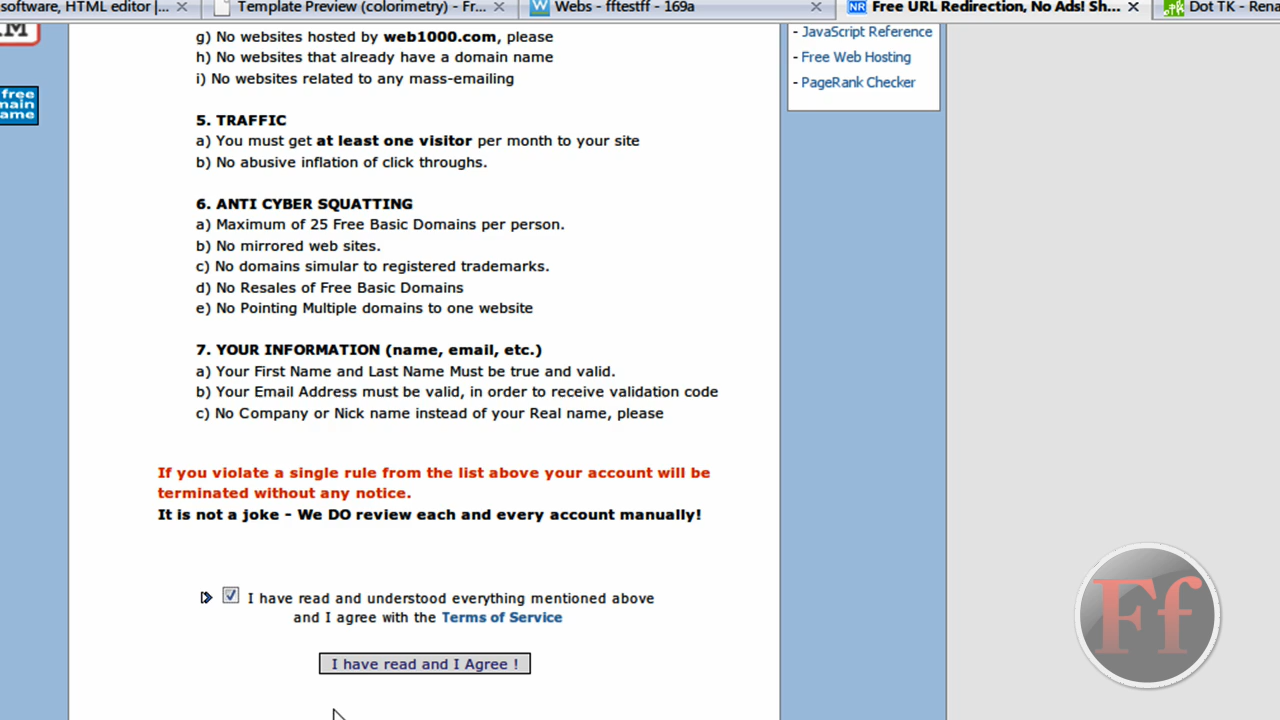 software, HTML editor |...
Template Preview (colorimetry) - Fr...
Webs - fftestff - 169a
NR Free URL Redirection, No Ads! Sh...
Dot TK - Rena
M
free
main
ame
g) No websites hosted by web1000.com, please
h) No websites that already have a domain name
i) No websites related to any mass-emailing
- JavaScript Reference
- Free Web Hosting
- PageRank Checker
5. TRAFFIC
a) You must get at least one visitor per month to your site
b) No abusive inflation of click throughs.
6. ANTI CYBER SQUATTING
a) Maximum of 25 Free Basic Domains per person.
b) No mirrored web sites.
c) No domains simular to registered trademarks.
d) No Resales of Free Basic Domains
e) No Pointing Multiple domains to one website
7. YOUR INFORMATION (name, email, etc.)
a) Your First Name and Last Name Must be true and valid.
b) Your Email Address must be valid, in order to receive validation code
c) No Company or Nick name instead of your Real name, please
If you violate a single rule from the list above your account will be
terminated without any notice.
It is not a joke - We DO review each and every account manually!
I have read and understood everything mentioned above
and I agree with the Terms of Service
I have read and I Agree !
Ff